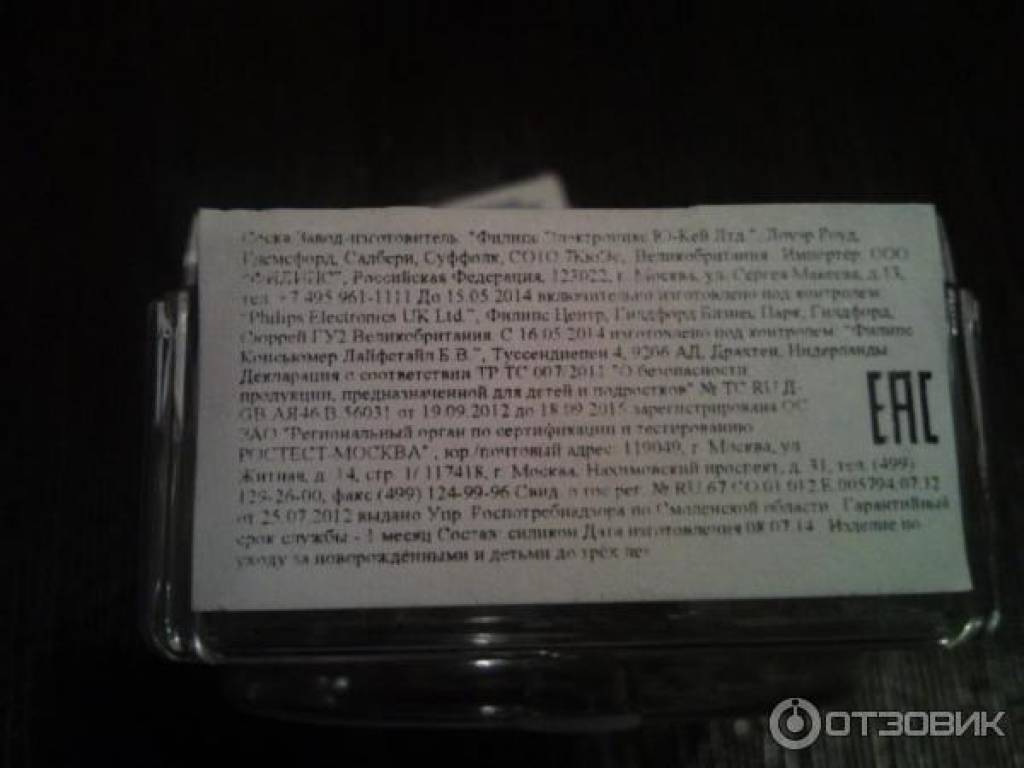 Соска Завод-изготовитель: "Филипс Электроникс Ю-Кей Лтд.", Лоуэр Роуд,
Глемсфорд, Садбери, Суффолк, СО10 Великобритания. Импортер: ООО
"ФИЛИПС", Российская Федерация, 123022, г. Москва, ул. Сергея Макеева, д.13,
тел. +7 495 961-1111 До 15.05.2014 включительно изготовлено под контролем
"Philips Electronics UK Ltd.", Филипс Центр, Гилдфорд Бизнес Парк, Гилдфорд,
Сюррей ГУ2 Великобритания. С 16.05.2014 изготовлено под контролем: "Филипс
Консьюмер Лайфстайл Б.В.", Туссендиепен 4, 9206 АД, Драхтен, Нидерланды
Декларация о соответствии ТР ТС 007/2011 "О безопасности
продукции, предназначенной для детей и подростков" № ТС RU Д-
GB.АЯ46.В.56031 от 19.09.2012 до 18.09.2015 зарегистрирована ОС
ЗАО "Региональный орган по сертификации и тестированию
РОСТЕСТ-МОСКВА" , юр./почтовый адрес: 119049, г. Москва, ул
Житная, д. 14, стр. 1/ 117418, г. Москва, Нахимовский проспект, д. 31, тел. (499)
129-26-00, факс (499) 124-99-96 Свид. о гос.рег. № RU.67.CO.01.012.E.005794.07.12
от 25.07.2012 выдано Упр. Роспотребнадзора по Смоленской области . Гарантийный
срок службы - 1 месяц Состав: силикон Дата изготовления 08.07.14 . Изделие по
уходу за новорожденными и детьми до трёх лет
EAC
ОТЗОВИК